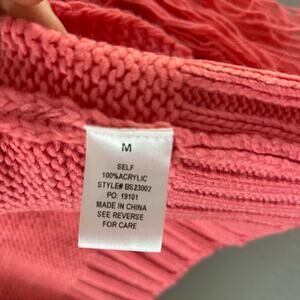 M
SELF
100%ACRYLIC
STYLE# BS23002
PO. 19101
MADE IN CHINA
SEE REVERSE
FOR CARE